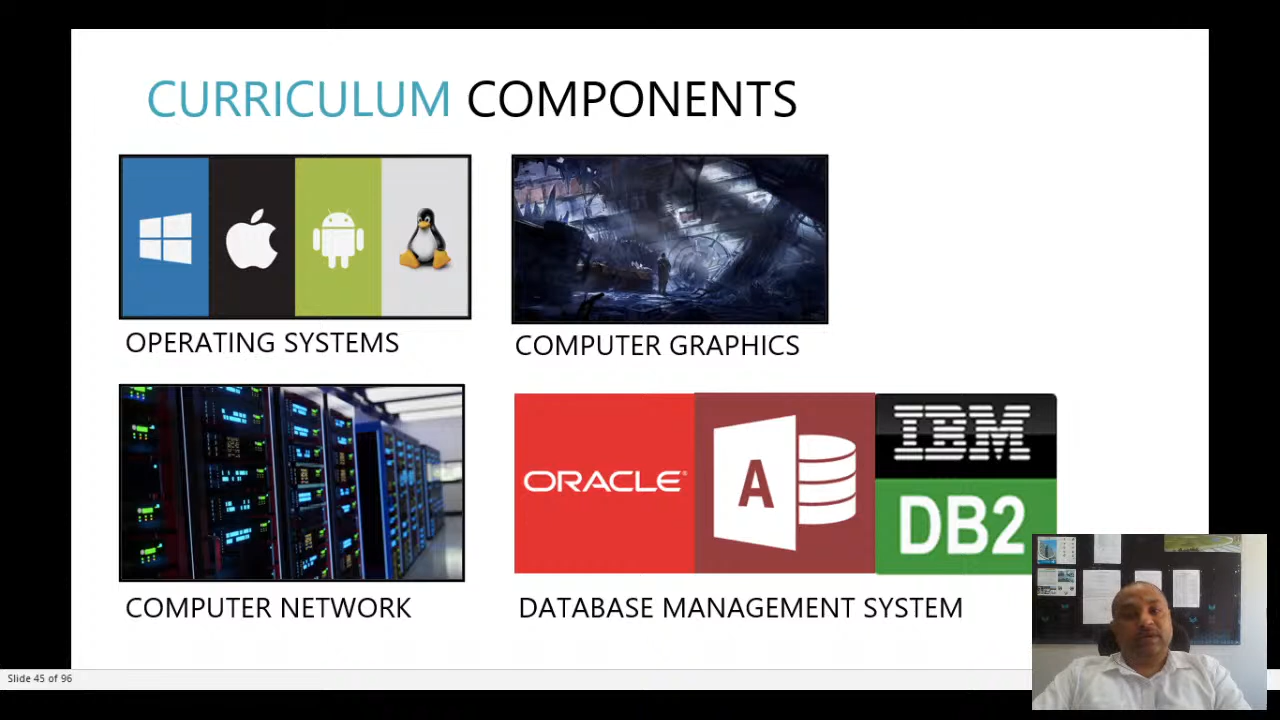 CURRICULUM COMPONENTS
OPERATING SYSTEMS
COMPUTER GRAPHICS
ORACLE®
A
IBM
DB2
COMPUTER NETWORK
DATABASE MANAGEMENT SYSTEM
Slide 45 of 96